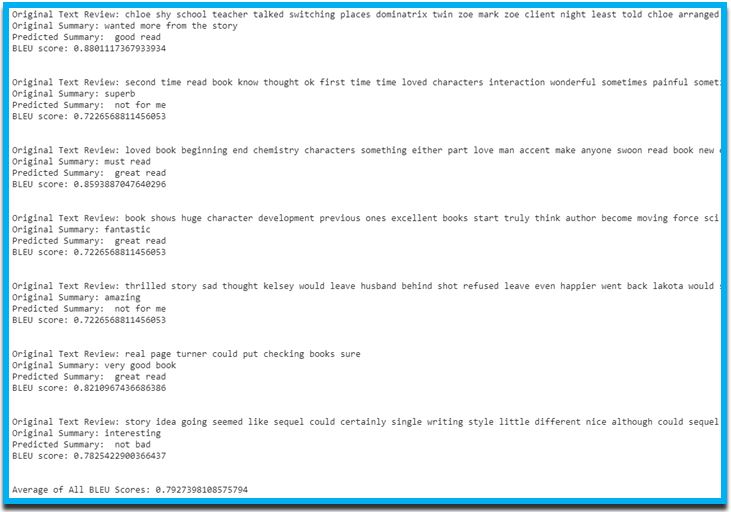 Original Text Review: chloe shy school teacher talked switching places dominatrix twin zoe mark zoe client night least told chloe arranged
Original Summary: wanted more from the story
Predicted Summary:  good read
BLEU score: 0.8801117367933934
Original Text Review: second time read book know thought ok first time time loved characters interaction wonderful sometimes painful
Original Summary: superb
Predicted Summary:  not for me
BLEU score: 0.7226568811456053
Original Text Review: loved book beginning end chemistry characters something either part love man accent make anyone swoon read book new
Original Summary: must read
Predicted Summary:  great read
BLEU score: 0.8593887047640296
Original Text Review: book shows huge character development previous ones excellent books start truly think author become moving force sci
Original Summary: fantastic
Predicted Summary:  great read
BLEU score: 0.7226568811456053
Original Text Review: thrilled story sad thought kelsey would leave husband behind shot refused leave even happier went back lakota would
Original Summary: amazing
Predicted Summary:  not for me
BLEU score: 0.7226568811456053
Original Text Review: real page turner could put checking books sure
Original Summary: very good book
Predicted Summary:  great read
BLEU score: 0.8210967436686386
Original Text Review: story idea going seemed like sequel could certainly single writing style little different nice although could sequel
Original Summary: interesting
Predicted Summary:  not bad
BLEU score: 0.7825422900366437
Average of All BLEU Scores: 0.7927398108575794